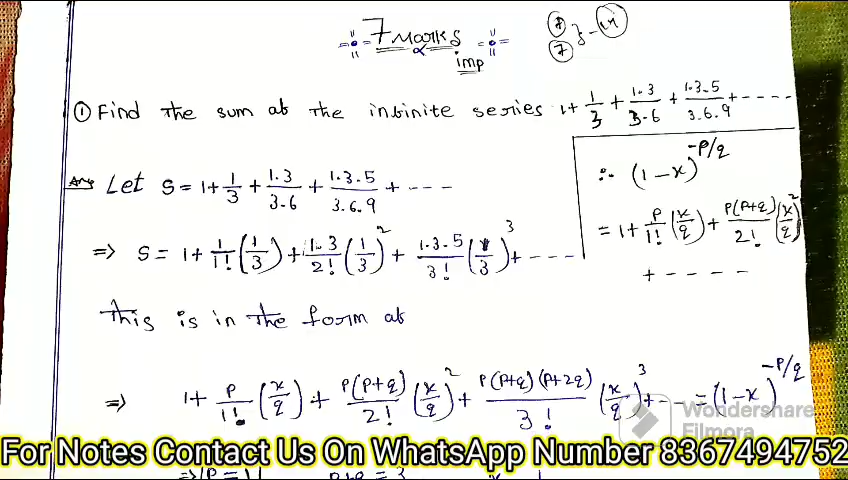 7 Marks
imp
8
7 } - 14
① Find the sum of the infinite series 1 + 1/3 + 1.3/3.6 + 1.3.5/3.6.9 + ----
Ans Let S = 1 + 1/3 + 1.3/3.6 + 1.3.5/3.6.9 + ---
∴ (1-x)^-p/q
= 1 + p/1! (x/q) + p(p+q)/2! (x/q)^2
+ ----
=> S = 1 + 1/1! (1/3) + 1.3/2! (1/3)^2 + 1.3.5/3! (1/3)^3 + ----
This is in the form of
=> 1 + p/1! (x/q) + p(p+q)/2! (x/q)^2 + p(p+q)(p+2q)/3! (x/q)^3 + -- = (1-x)^-p/q
Wondershare
Filmora
For Notes Contact Us On WhatsApp Number 8367494752